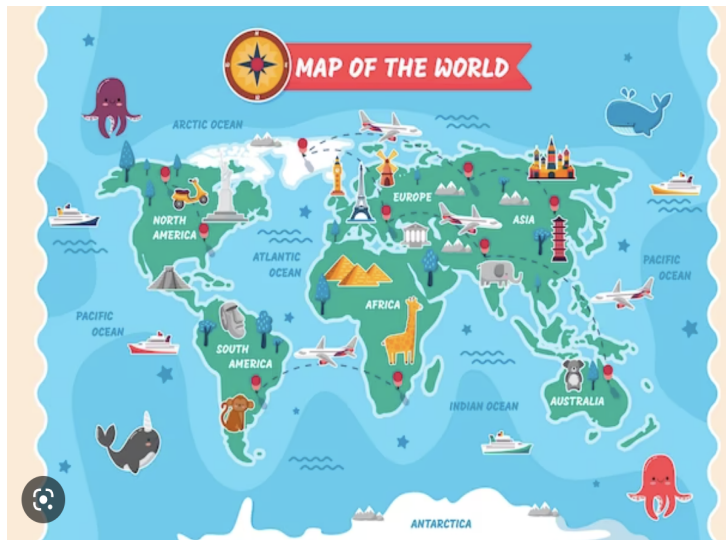 MAP OF THE WORLD
ARCTIC OCEAN
NORTH
AMERICA
EUROPE
ASIA
ATLANTIC
OCEAN
PACIFIC
OCEAN
AFRICA
PACIFIC
OCEAN
SOUTH
AMERICA
INDIAN OCEAN
AUSTRALIA
ANTARCTICA